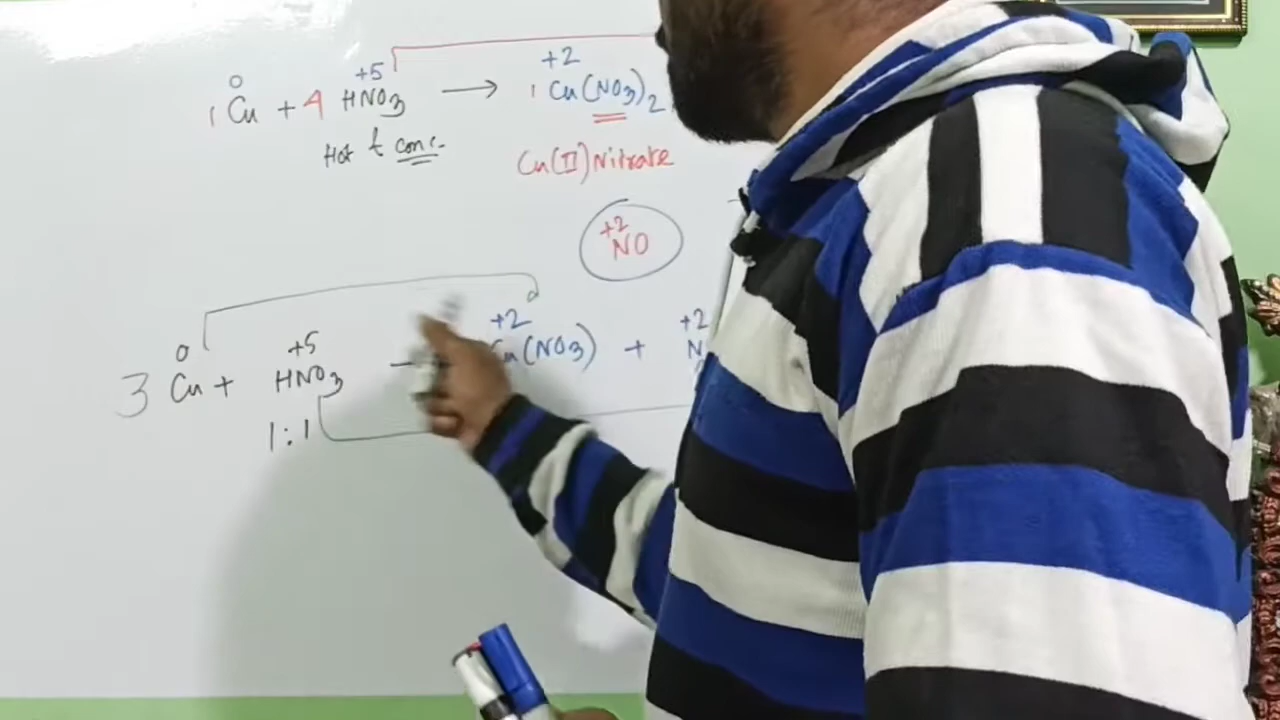 0 +5 +2
1 Cu + 4 HNO3 → 1 Cu(NO3)2
Hot & conc.
Cu(II) Nitrate
+2
NO
0 +5 +2 +2
3 Cu + HNO3 Cu(NO3) + N
1:1